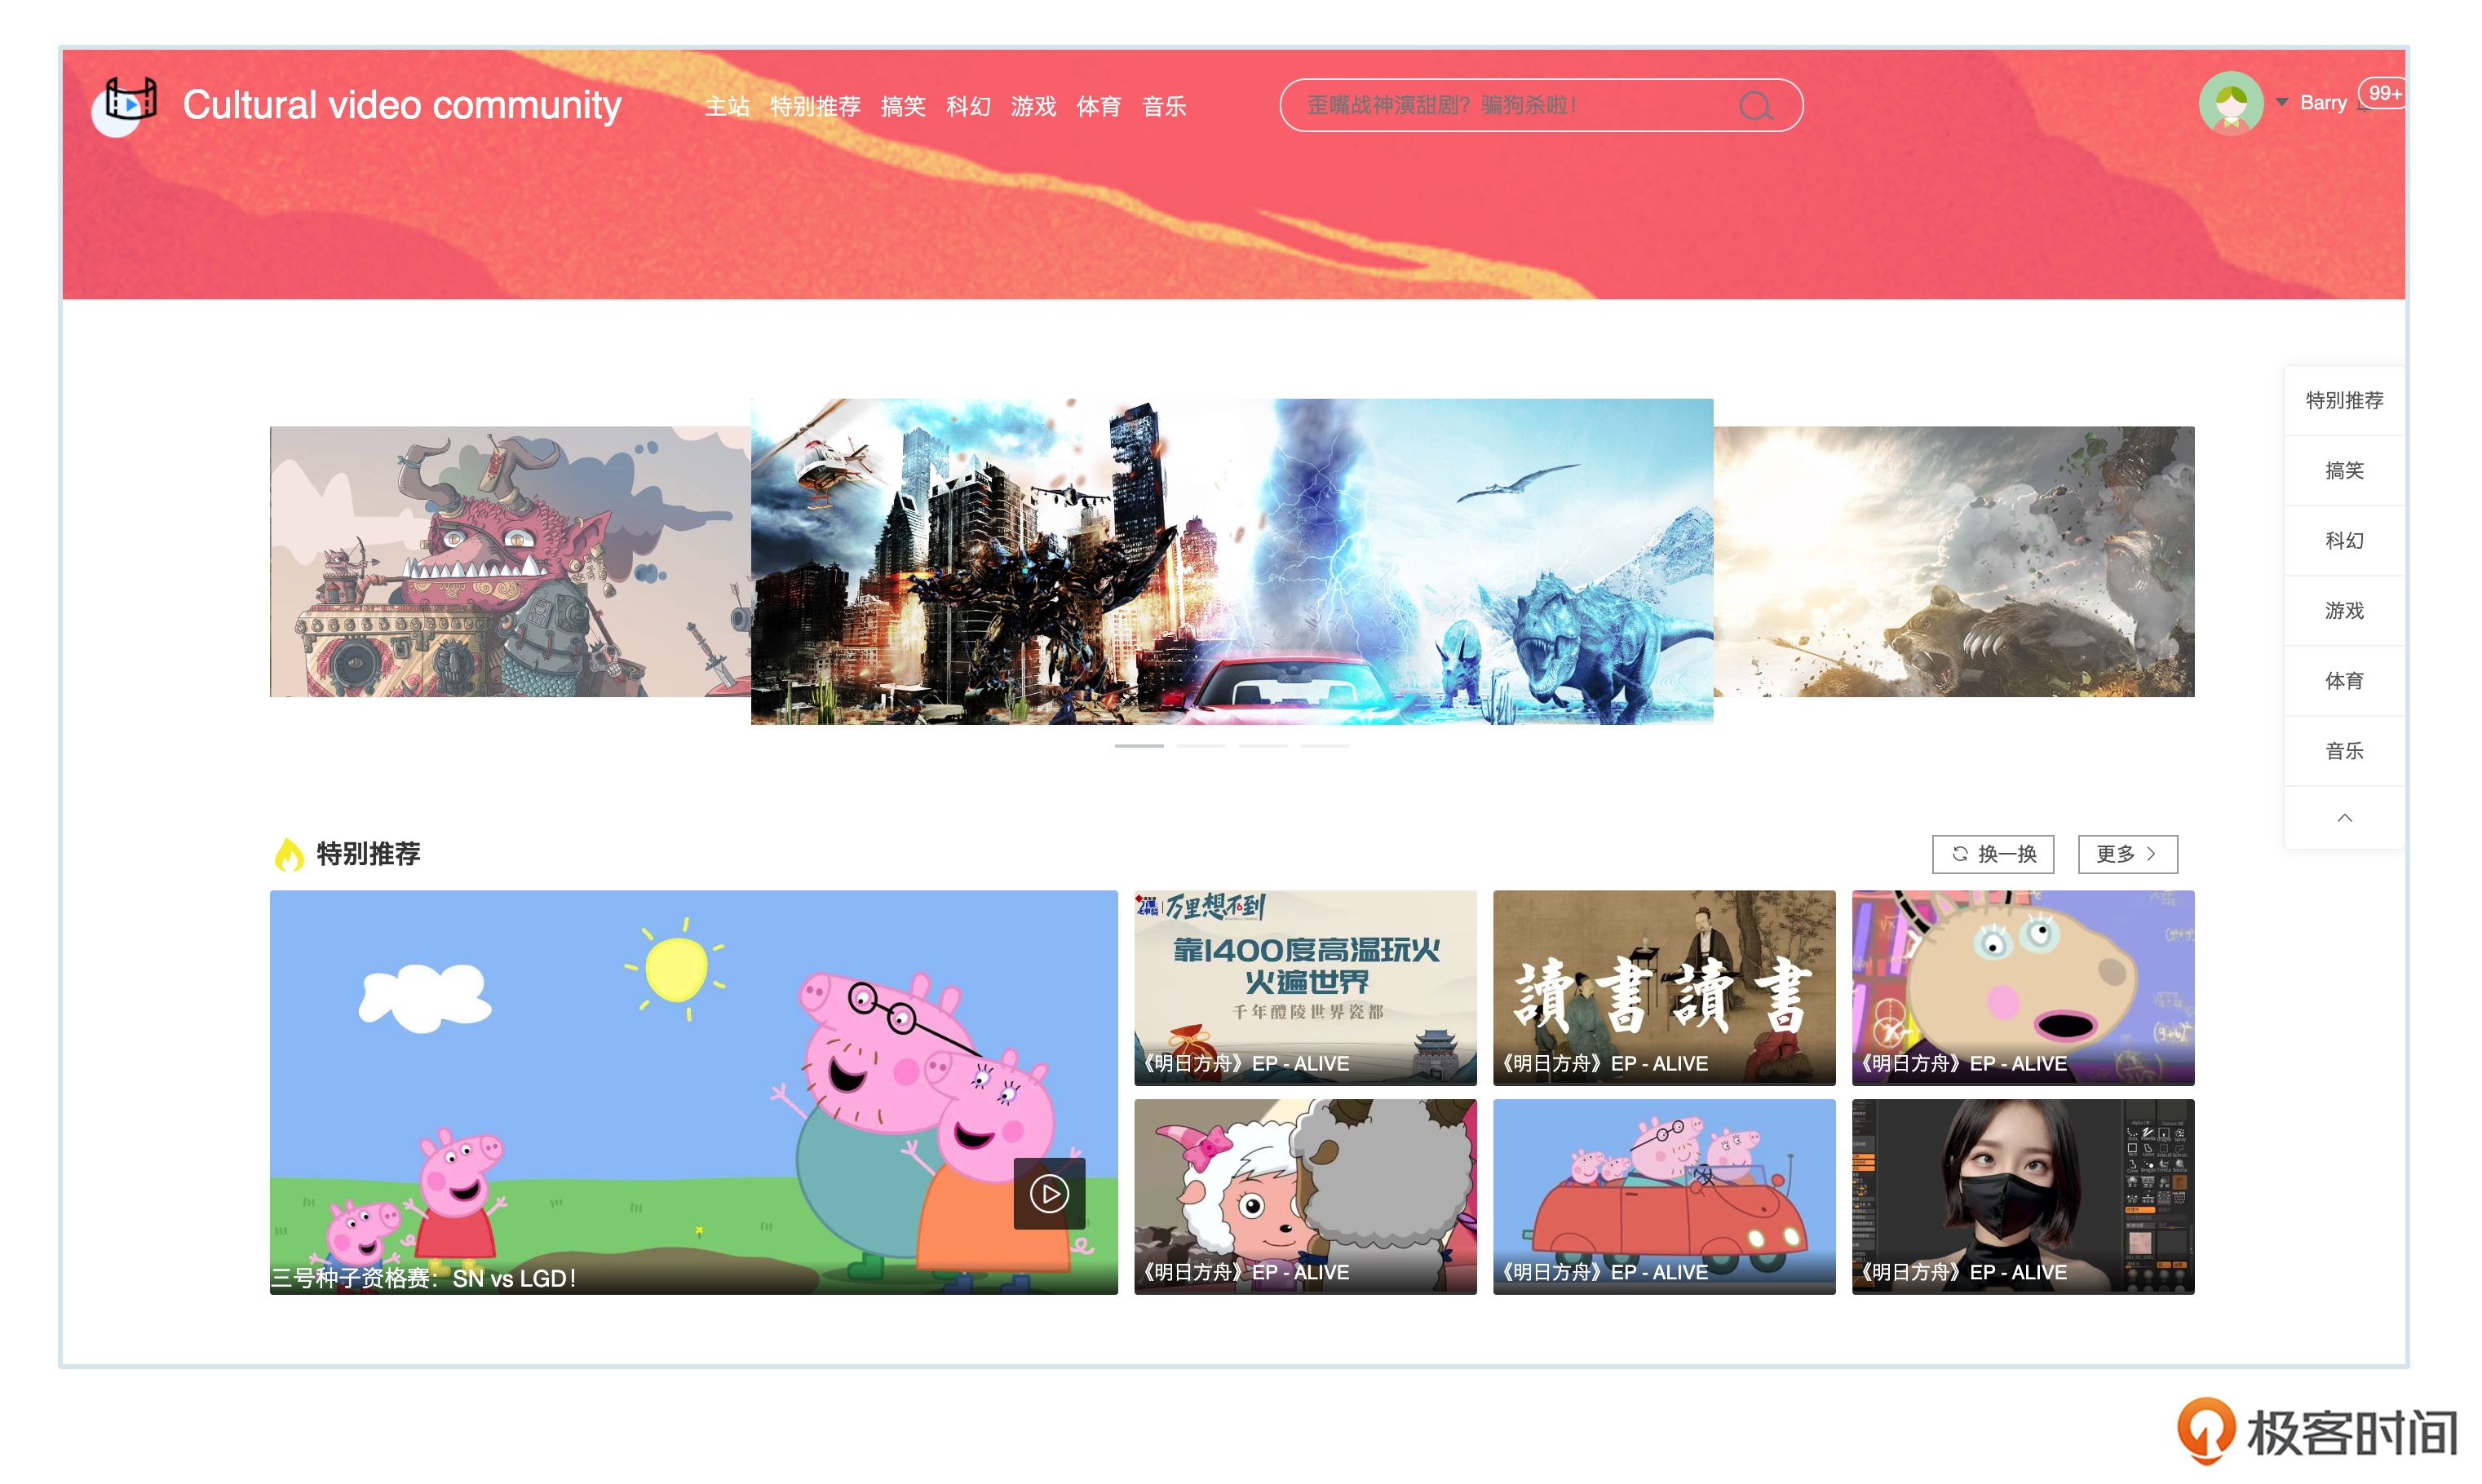 Cultural video community
主站 特别推荐 搞笑 科幻 游戏 体育 音乐
歪嘴战神演甜剧？骗狗杀啦！
Barry
99+
特别推荐
搞笑
科幻
游戏
体育
音乐
特别推荐
换一换
更多
三号种子资格赛：SN vs LGD！
万里想不到
靠1400度高温玩火
火遍世界
千年醴陵世界瓷都
《明日方舟》EP - ALIVE
讀書讀書
《明日方舟》EP - ALIVE
《明日方舟》EP - ALIVE
《明日方舟》EP - ALIVE
《明日方舟》EP - ALIVE
《明日方舟》EP - ALIVE
极客时间